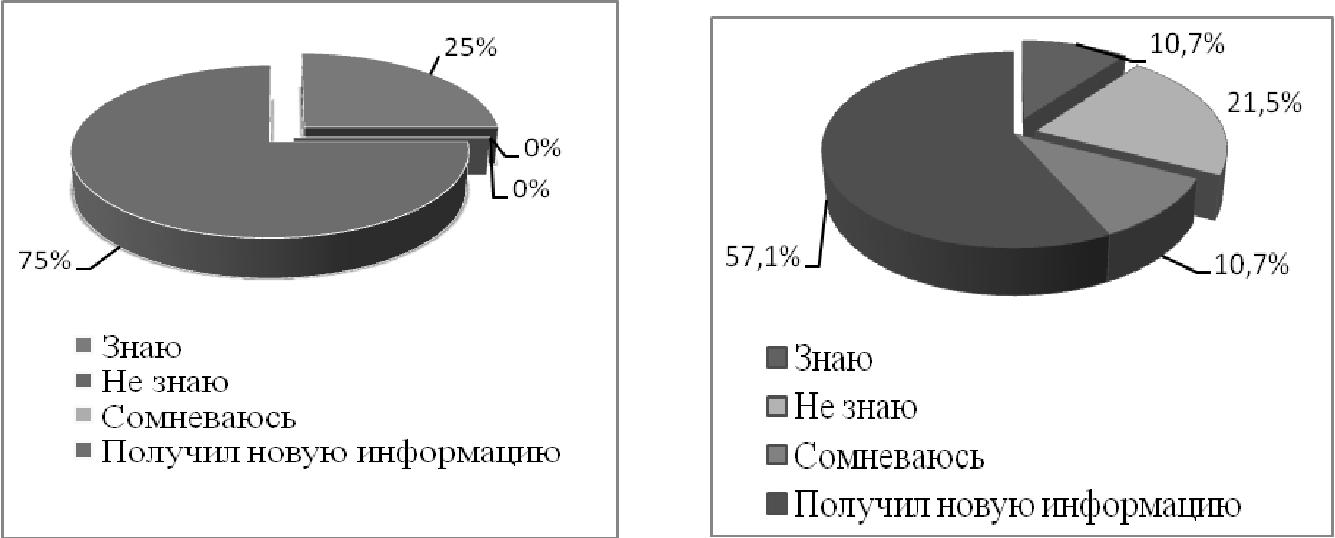 25%
0%
0%
75%
Знаю
Не знаю
Сомневаюсь
Получил новую информацию
10,7%
21,5%
57,1%
10,7%
Знаю
Не знаю
Сомневаюсь
Получил новую информацию